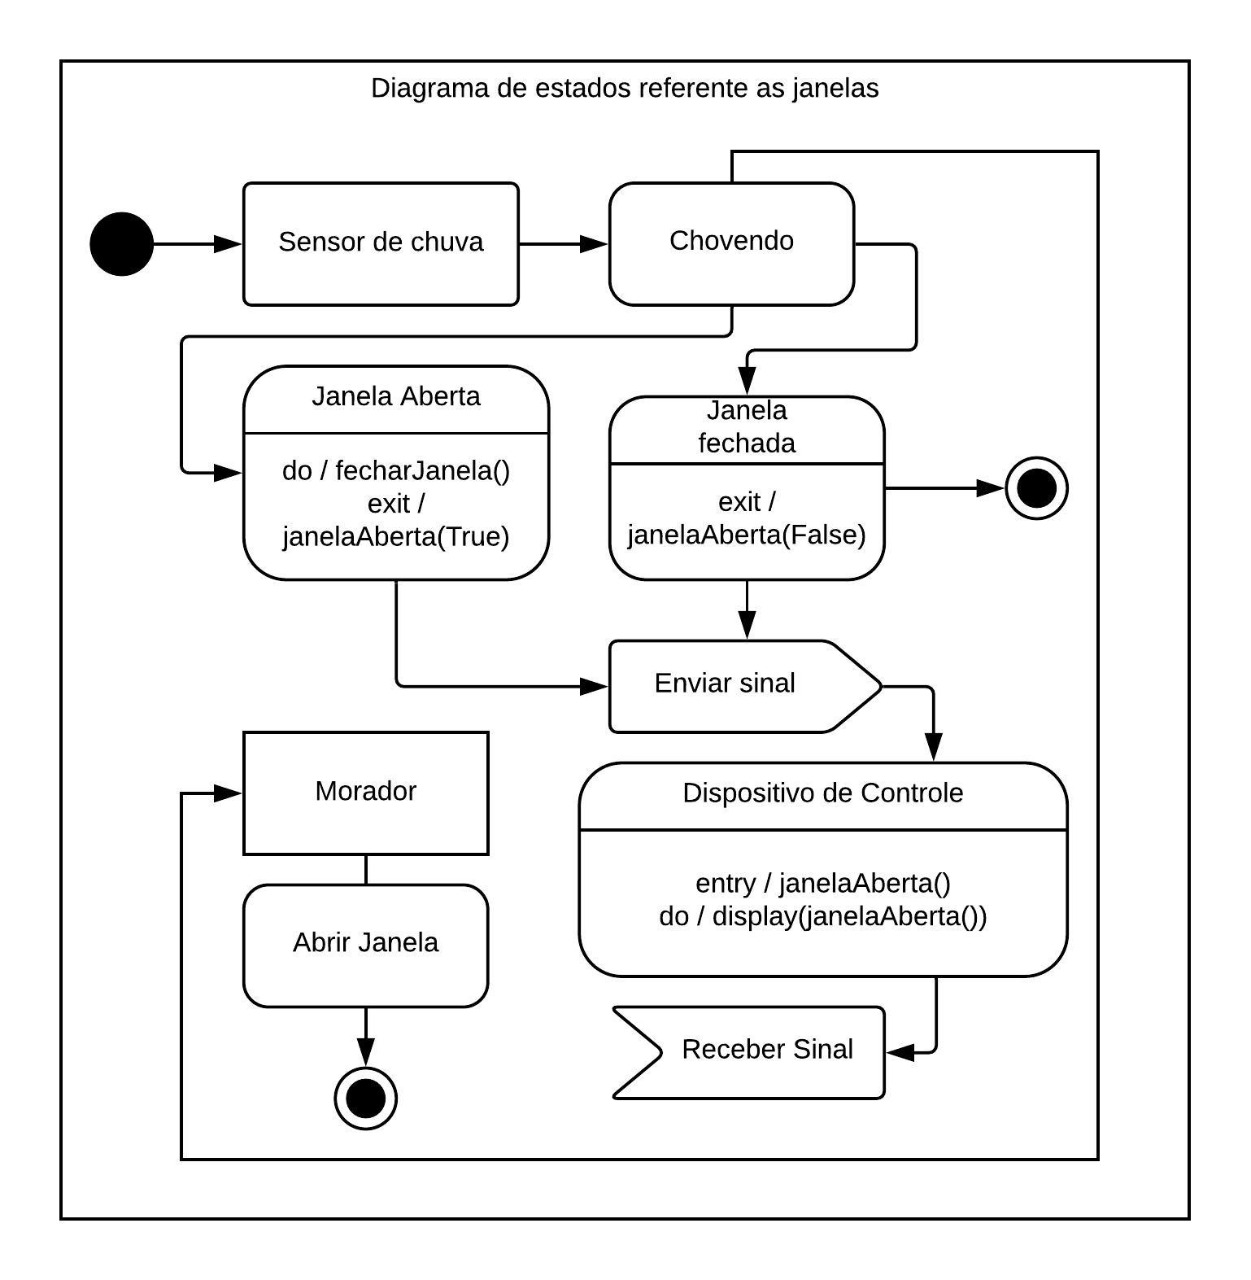 Diagrama de estados referente as janelas
Sensor de chuva
Chovendo
Janela Aberta
do / fecharJanela()
exit /
janelaAberta(True)
Janela
fechada
exit /
janelaAberta(False)
Enviar sinal
Morador
Abrir Janela
Dispositivo de Controle
entry / janelaAberta()
do / display(janelaAberta())
Receber Sinal